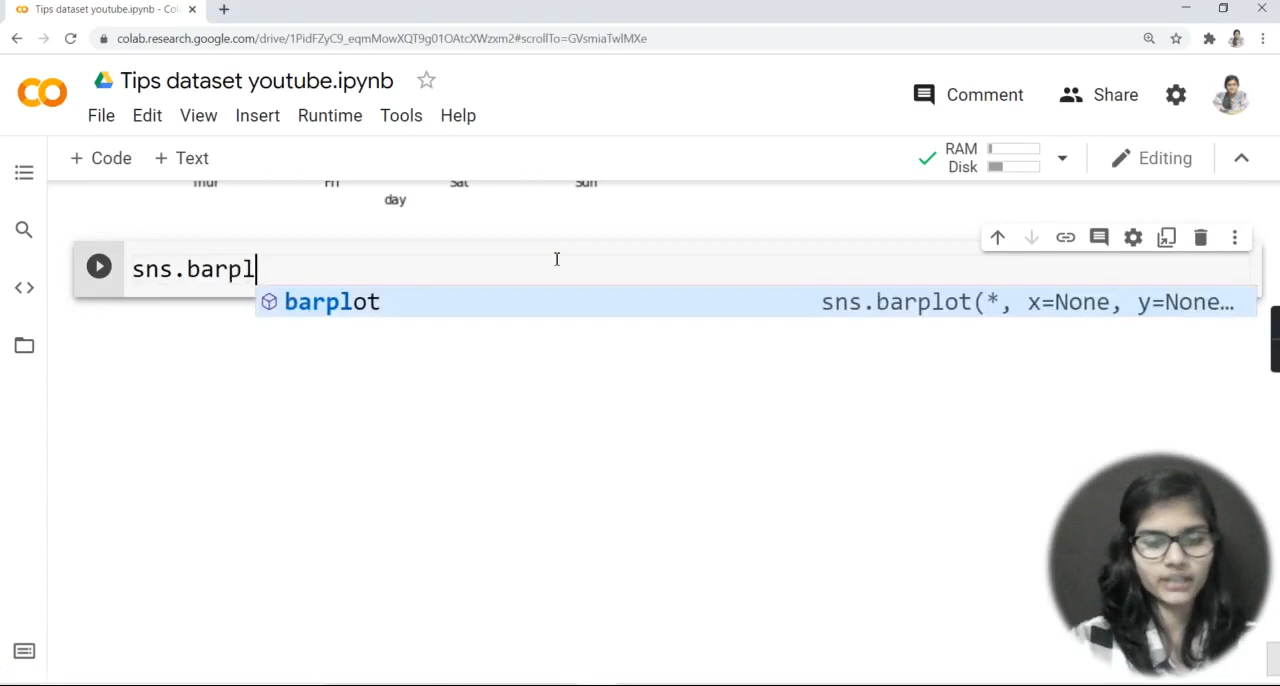 Tips dataset youtube.ipynb - Col
colab.research.google.com/drive/1PidFZyC9_eqmMowXQT9g01OAtcXWzxm2#scrollTo=GVsmiaTwlMXe
Tips dataset youtube.ipynb
Comment
Share
File Edit View Insert Runtime Tools Help
+ Code + Text
RAM
Disk
Editing
Thur Fri Sat Sun
day
sns.barpl
barplot sns.barplot(*, x=None, y=None…